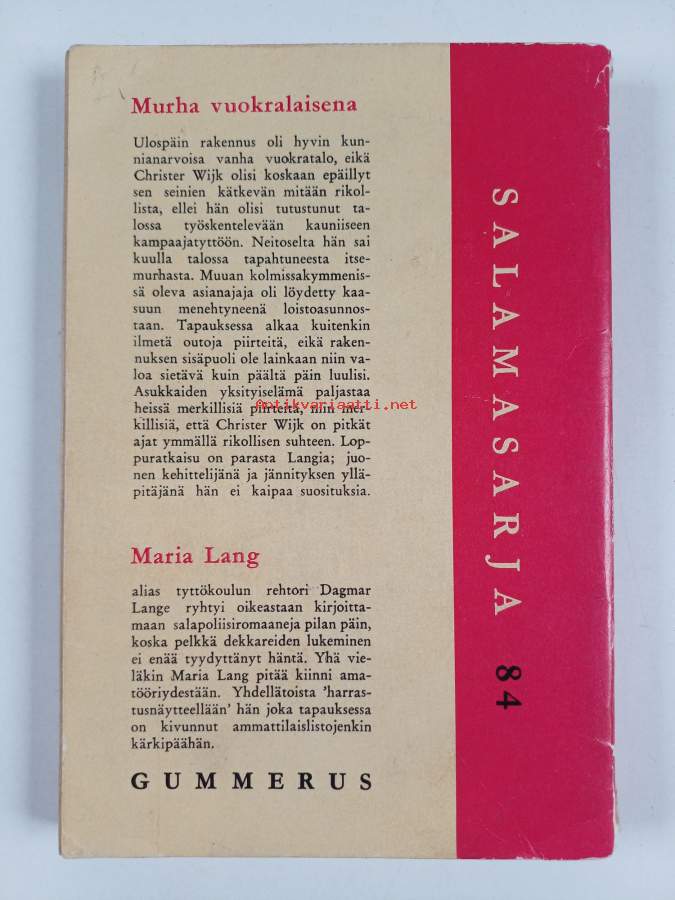 Murha vuokralaisena
Ulospäin rakennus oli hyvin kun-
nianarvoisa vanha vuokratalo, eikä
Christer Wijk olisi koskaan epäillyt
sen seinien kätkevän mitään rikol-
lista, ellei hän olisi tutustunut ta-
lossa työskentelevään kauniiseen
kampaajatyttöön. Neitoselta hän sai
kuulla talossa tapahtuneesta itse-
murhasta. Muuan kolmissakymmenis-
sä oleva asianajaja oli löydetty kaa-
suun menehtyneenä loistoasunnos-
taan. Tapauksessa alkaa kuitenkin
ilmetä outoja piirteitä, eikä raken-
nuksen sisäpuoli ole lainkaan niin va-
loa sietävä kuin päältä päin luulisi.
Asukkaiden yksityiselämä paljastaa
heissä merkillisiä piirteitä, niin mer-
killisiä, että Christer Wijk on pitkät
ajat ymmällä rikollisen suhteen. Lop-
puratkaisu on parasta Langia; juo-
nen kehittelijänä ja jännityksen yllä-
pitäjänä hän ei kaipaa suosituksia.
Antikvariaatti.net
Maria Lang
alias tyttökoulun rehtori Dagmar
Lange ryhtyi oikeastaan kirjoitta-
maan salapoliisiromaaneja pilan päin,
koska pelkkä dekkareiden lukeminen
ei enää tyydyttänyt häntä. Yhä vie-
läkin Maria Lang pitää kiinni ama-
tööriydestään. Yhdellätoista 'harras-
tusnäytteellään' hän joka tapauksessa
on kivunnut ammattilaislistojenkin
kärkipäähän.
GUMMERUS
SALAMASARJA 84